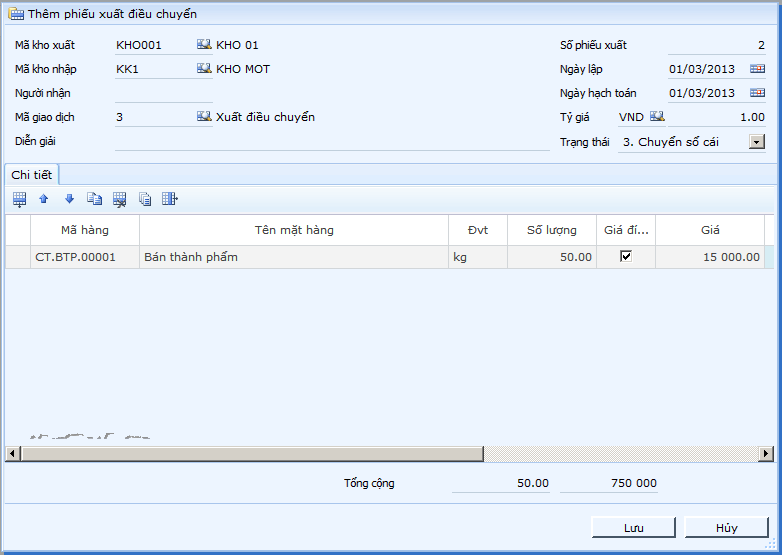 Thêm phiếu xuất điều chuyển
Mã kho xuất KHO001 KHO 01 Số phiếu xuất 2
Mã kho nhập KK1 KHO MOT Ngày lập 01/03/2013
Người nhận Ngày hạch toán 01/03/2013
Mã giao dịch 3 Xuất điều chuyển Tỷ giá VND 1.00
Diễn giải Trạng thái 3. Chuyển sổ cái
Chi tiết
Mã hàng Tên mặt hàng Đvt Số lượng Giá đí... Giá
CT.BTP.00001 Bán thành phẩm kg 50.00 15 000.00
Tổng cộng 50.00 750 000
Lưu Hủy